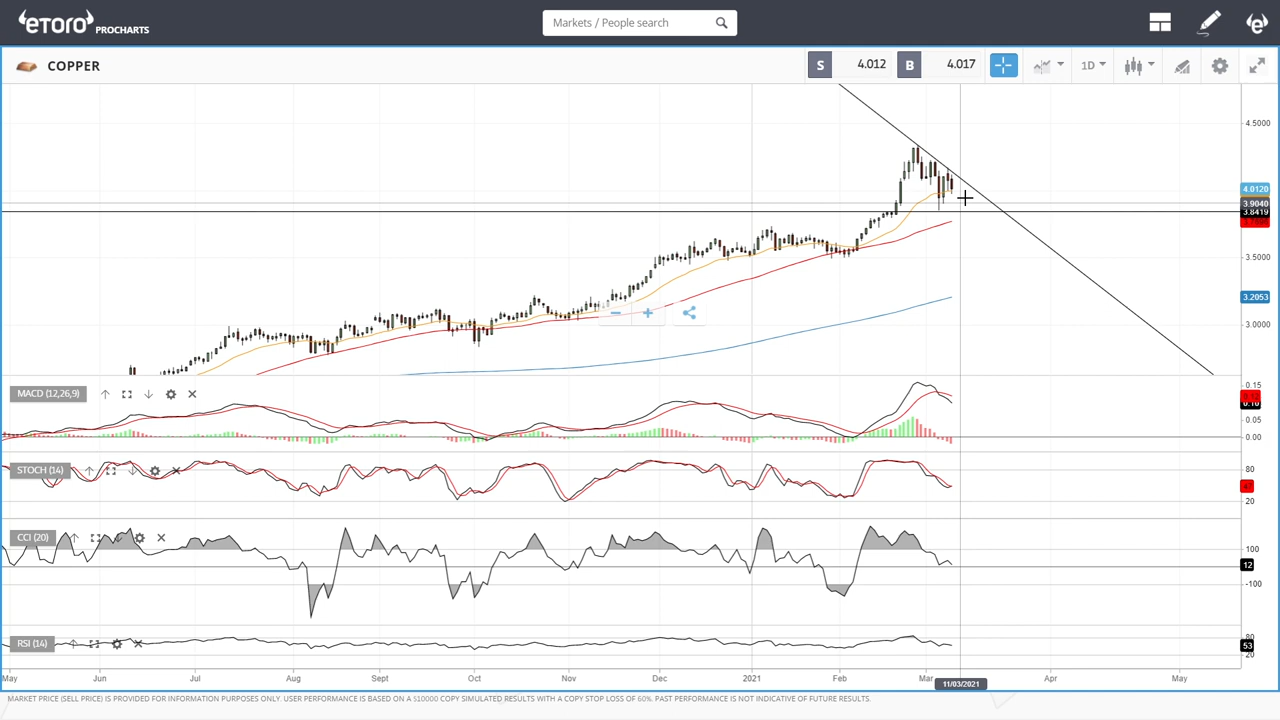 eToro PROCHARTS
Markets / People search
COPPER
S 4.012 B 4.017
1D
4.5000
4.0120
3.9040
3.8419
3.5000
3.2053
3.0000
MACD (12,26,9)
0.15
0.10
0.05
0.00
STOCH (14)
80
20
CCI (20)
100
12
-100
RSI (14)
80
53
20
May Jun Jul Aug Sept Oct Nov Dec 2021 Feb Mar Apr May
11/03/2021
MARKET PRICE (SELL PRICE) IS PROVIDED FOR INFORMATION PURPOSES ONLY. USER PERFORMANCE IS BASED ON A $10000 COPY SIMULATED RESULTS WITH A COPY STOP LOSS OF 60%. PAST PERFORMANCE IS NOT INDICATIVE OF FUTURE RESULTS.